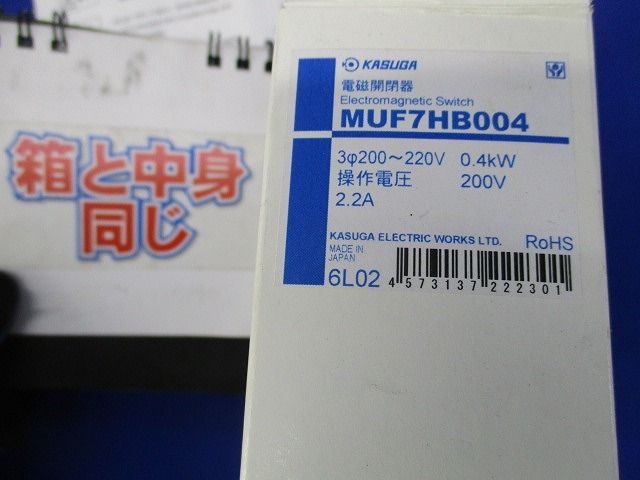 箱と中身
同じ
KASUGA
電磁開閉器
Electromagnetic Switch
MUF7HB004
3φ200～220V 0.4kW
操作電圧 200V
2.2A
KASUGA ELECTRIC WORKS LTD. RoHS
MADE IN
JAPAN
6L02
4573137222301